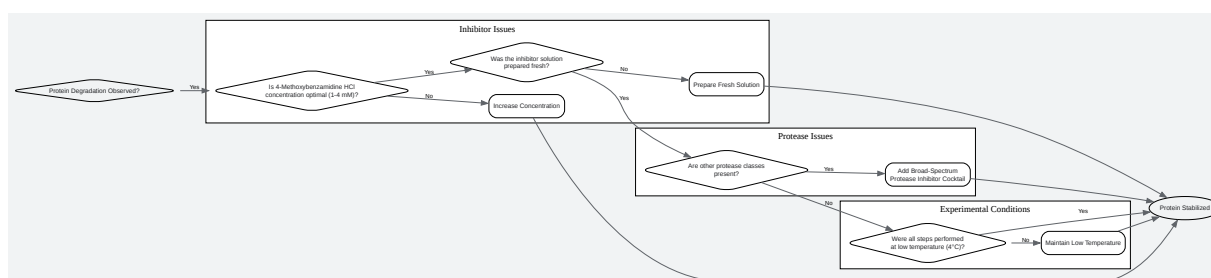 Inhibitor Issues
Protein Degradation Observed?
Yes
Is 4-Methoxybenzamidine HCl
concentration optimal (1-4 mM)?
Yes
No
Was the inhibitor solution
prepared fresh?
No
Yes
Prepare Fresh Solution
Increase Concentration
Protease Issues
Are other protease classes
present?
Yes
No
Add Broad-Spectrum
Protease Inhibitor Cocktail
Experimental Conditions
Were all steps performed
at low temperature (4°C)?
Yes
No
Maintain Low Temperature
Protein Stabilized